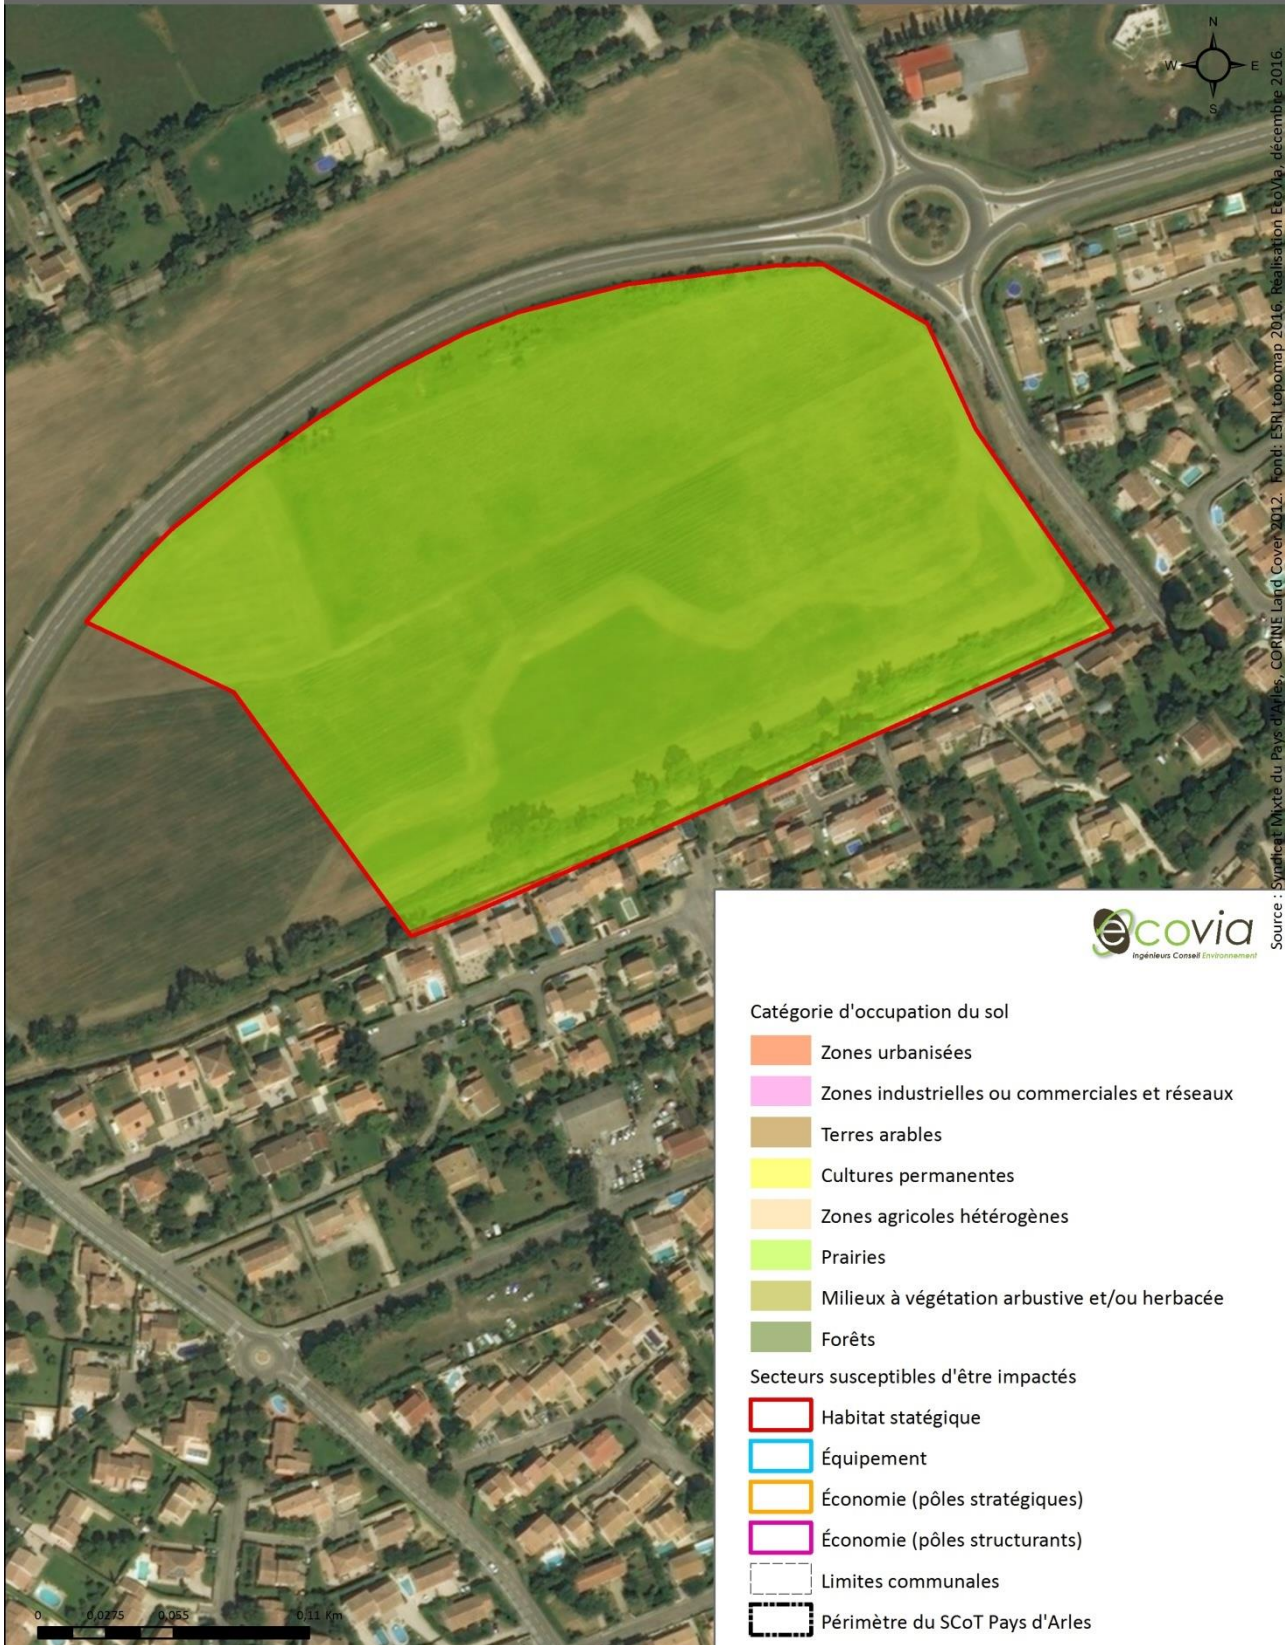 N
W
E
S
Source : Syndicat Mixte du Pays d'Arles, CORINE Land Cover 2012. Fond: ESRI topomap 2016. Réalisation EcoVia, décembre 2016.
ecovia
Ingénieurs Conseil Environnement
Catégorie d'occupation du sol
Zones urbanisées
Zones industrielles ou commerciales et réseaux
Terres arables
Cultures permanentes
Zones agricoles hétérogènes
Prairies
Milieux à végétation arbustive et/ou herbacée
Forêts
Secteurs susceptibles d'être impactés
Habitat statégique
Équipement
Économie (pôles stratégiques)
Économie (pôles structurants)
Limites communales
Périmètre du SCoT Pays d'Arles
0 0,0275 0,055 0,11 Km